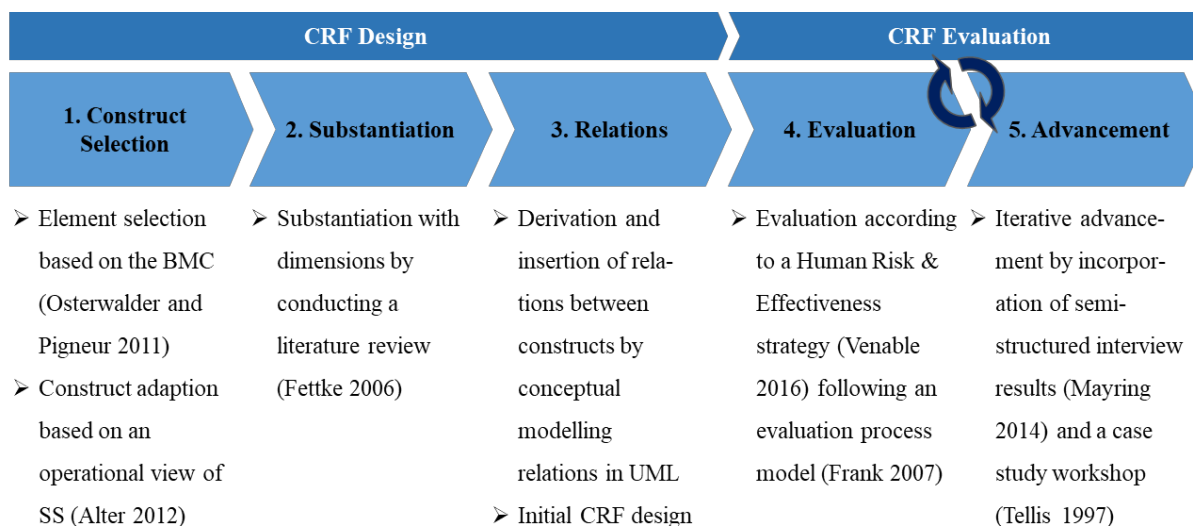 CRF Design
CRF Evaluation
1. Construct
Selection
2. Substantiation
3. Relations
4. Evaluation
5. Advancement
➢ Element selection
based on the BMC
(Osterwalder and
Pigneur 2011)
➢ Construct adaption
based on an
operational view of
SS (Alter 2012)
➢ Substantiation with
dimensions by
conducting a
literature review
(Fettke 2006)
➢ Derivation and
insertion of rela-
tions between
constructs by
conceptual
modelling
relations in UML
➢ Initial CRF design
➢ Evaluation according
to a Human Risk &
Effectiveness
strategy (Venable
2016) following an
evaluation process
model (Frank 2007)
➢ Iterative advance-
ment by incorpor-
ation of semi-
structured interview
results (Mayring
2014) and a case
study workshop
(Tellis 1997)